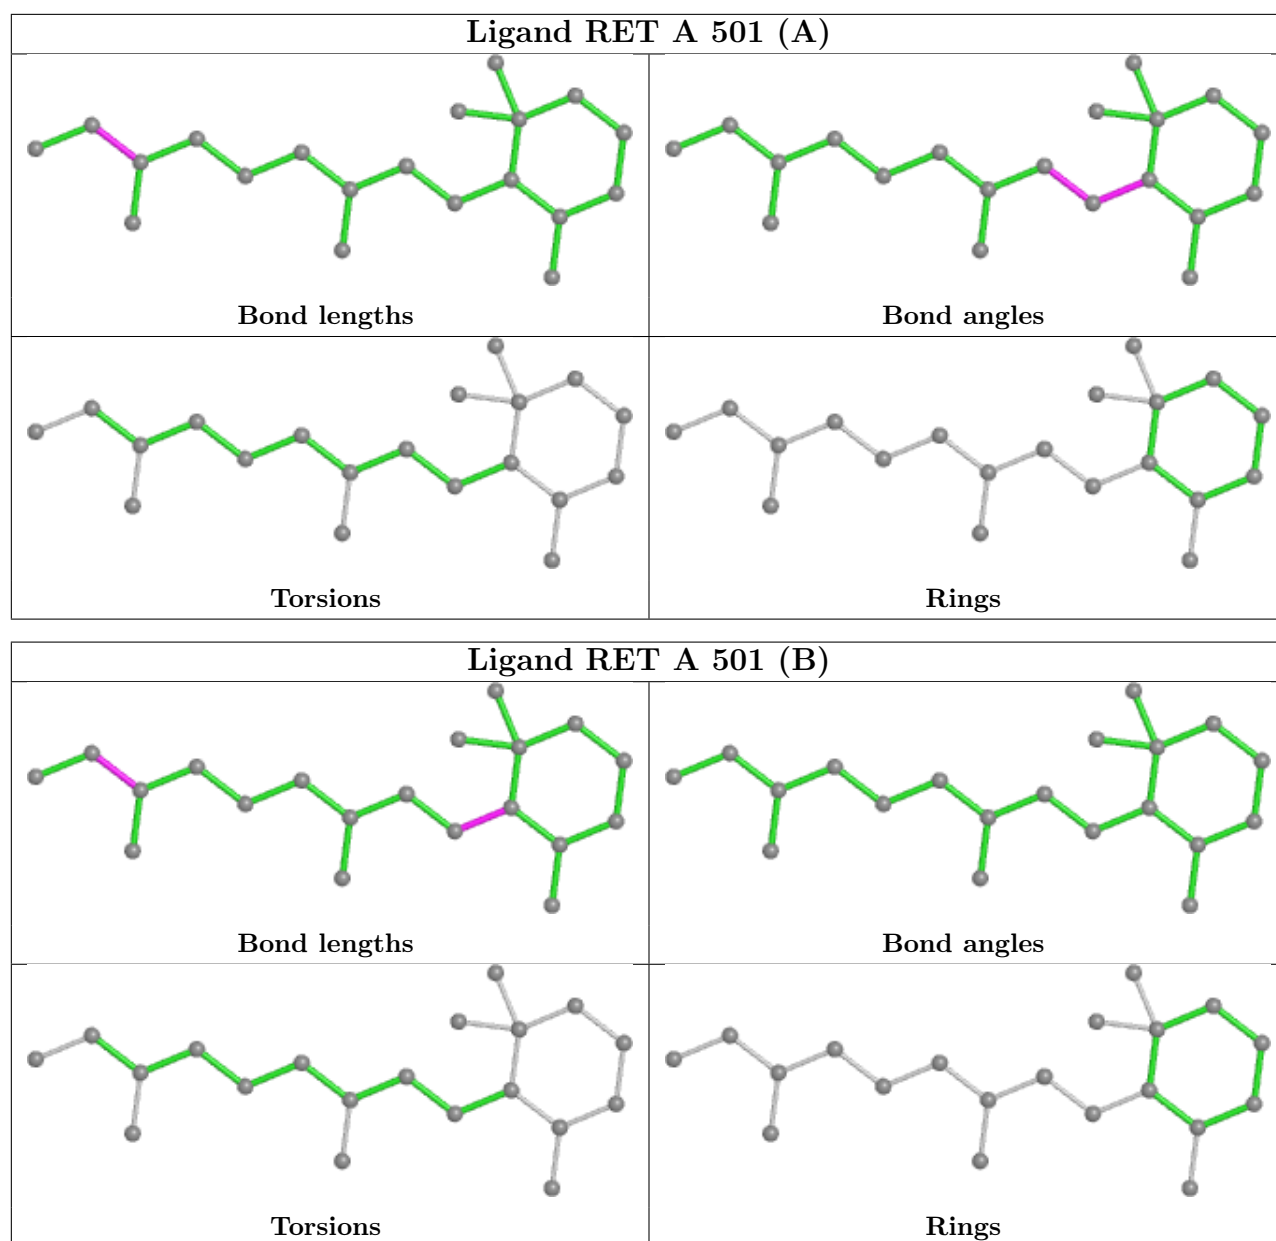 Ligand RET A 501 (A)
Bond lengths
Bond angles
Torsions
Rings
Ligand RET A 501 (B)
Bond lengths
Bond angles
Torsions
Rings